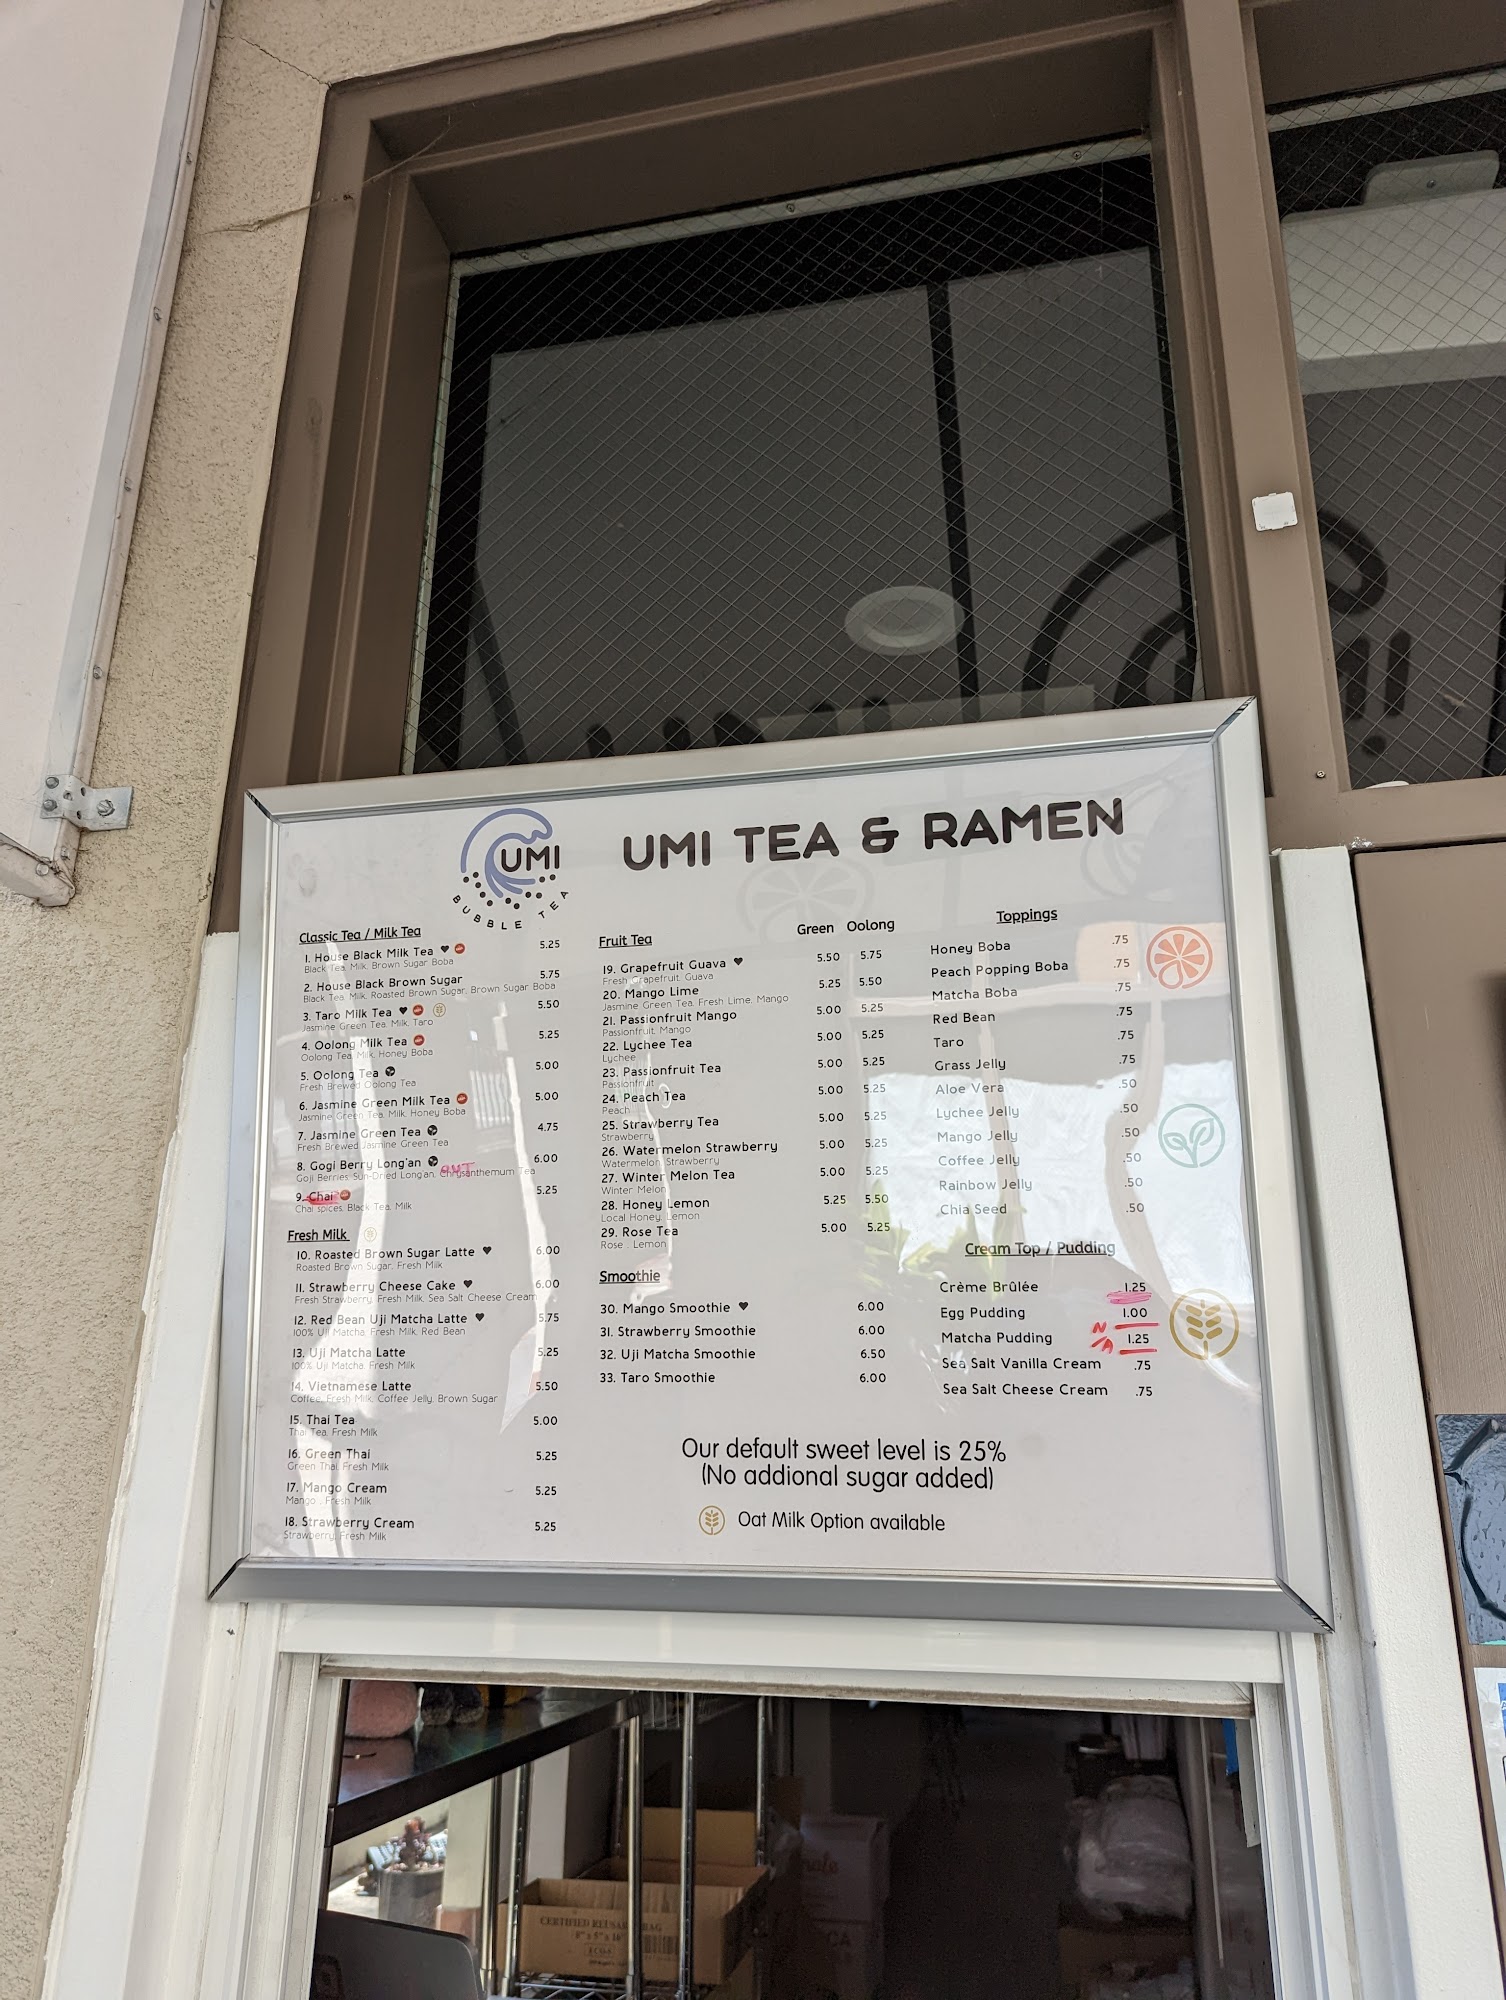 UMI
BUBBLE TEA
UMI TEA & RAMEN
Classic Tea / Milk Tea
1. House Black Milk Tea 5.25
Black Tea, Milk, Brown Sugar Boba
2. House Black Brown Sugar 5.75
Black Tea, Milk, Roasted Brown Sugar, Brown Sugar Boba
3. Taro Milk Tea 5.50
Jasmine Green Tea, Milk, Taro
4. Oolong Milk Tea 5.25
Oolong Tea, Milk, Honey Boba
5. Oolong Tea 5.00
Fresh Brewed Oolong Tea
6. Jasmine Green Milk Tea 5.00
Jasmine Green Tea, Milk, Honey Boba
7. Jasmine Green Tea 4.75
Fresh Brewed Jasmine Green Tea
8. Gogi Berry Long'an 6.00
Goji Berries, Sun-Dried Longan, Chrysanthemum Tea
OUT
9. Chai 5.25
Chai spices, Black Tea, Milk
Fresh Milk
10. Roasted Brown Sugar Latte 6.00
Roasted Brown Sugar, Fresh Milk
11. Strawberry Cheese Cake 6.00
Fresh Strawberry, Fresh Milk, Sea Salt Cheese Cream
12. Red Bean Uji Matcha Latte 5.75
100% Uji Matcha, Fresh Milk, Red Bean
13. Uji Matcha Latte 5.25
100% Uji Matcha, Fresh Milk
14. Vietnamese Latte 5.50
Coffee, Fresh Milk, Coffee Jelly, Brown Sugar
15. Thai Tea 5.00
Thai Tea, Fresh Milk
16. Green Thai 5.25
Green Thai, Fresh Milk
17. Mango Cream 5.25
Mango , Fresh Milk
18. Strawberry Cream 5.25
Strawberry, Fresh Milk
Fruit Tea Green Oolong
19. Grapefruit Guava 5.50 5.75
Fresh Grapefruit, Guava
20. Mango Lime 5.25 5.50
Jasmine Green Tea, Fresh Lime, Mango
21. Passionfruit Mango 5.00 5.25
Passionfruit, Mango
22. Lychee Tea 5.00 5.25
Lychee
23. Passionfruit Tea 5.00 5.25
Passionfruit
24. Peach Tea 5.00 5.25
Peach
25. Strawberry Tea 5.00 5.25
Strawberry
26. Watermelon Strawberry 5.00 5.25
Watermelon, Strawberry
27. Winter Melon Tea 5.00 5.25
Winter Melon
28. Honey Lemon 5.25 5.50
Local Honey, Lemon
29. Rose Tea 5.00 5.25
Rose , Lemon
Smoothie
30. Mango Smoothie 6.00
31. Strawberry Smoothie 6.00
32. Uji Matcha Smoothie 6.50
33. Taro Smoothie 6.00
Toppings
Honey Boba .75
Peach Popping Boba .75
Matcha Boba .75
Red Bean .75
Taro .75
Grass Jelly .75
Aloe Vera .50
Lychee Jelly .50
Mango Jelly .50
Coffee Jelly .50
Rainbow Jelly .50
Chia Seed .50
Cream Top / Pudding
Crème Brûlée 1.25
Egg Pudding 1.00
Matcha Pudding N/A 1.25
Sea Salt Vanilla Cream .75
Sea Salt Cheese Cream .75
Our default sweet level is 25%
(No addional sugar added)
Oat Milk Option available
CERTIFIED REUSABLE BAG